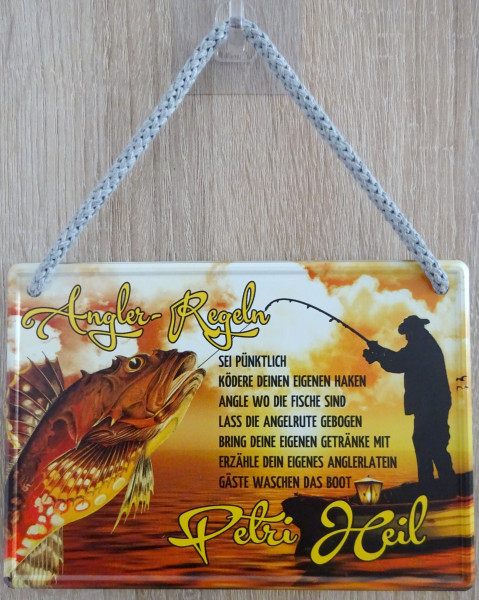 Angler-Regeln
SEI PÜNKTLICH
KÖDERE DEINEN EIGENEN HAKEN
ANGLE WO DIE FISCHE SIND
LASS DIE ANGELRUTE GEBOGEN
BRING DEINE EIGENEN GETRÄNKE MIT
ERZÄHLE DEIN EIGENES ANGLERLATEIN
GÄSTE WASCHEN DAS BOOT
Petri Heil